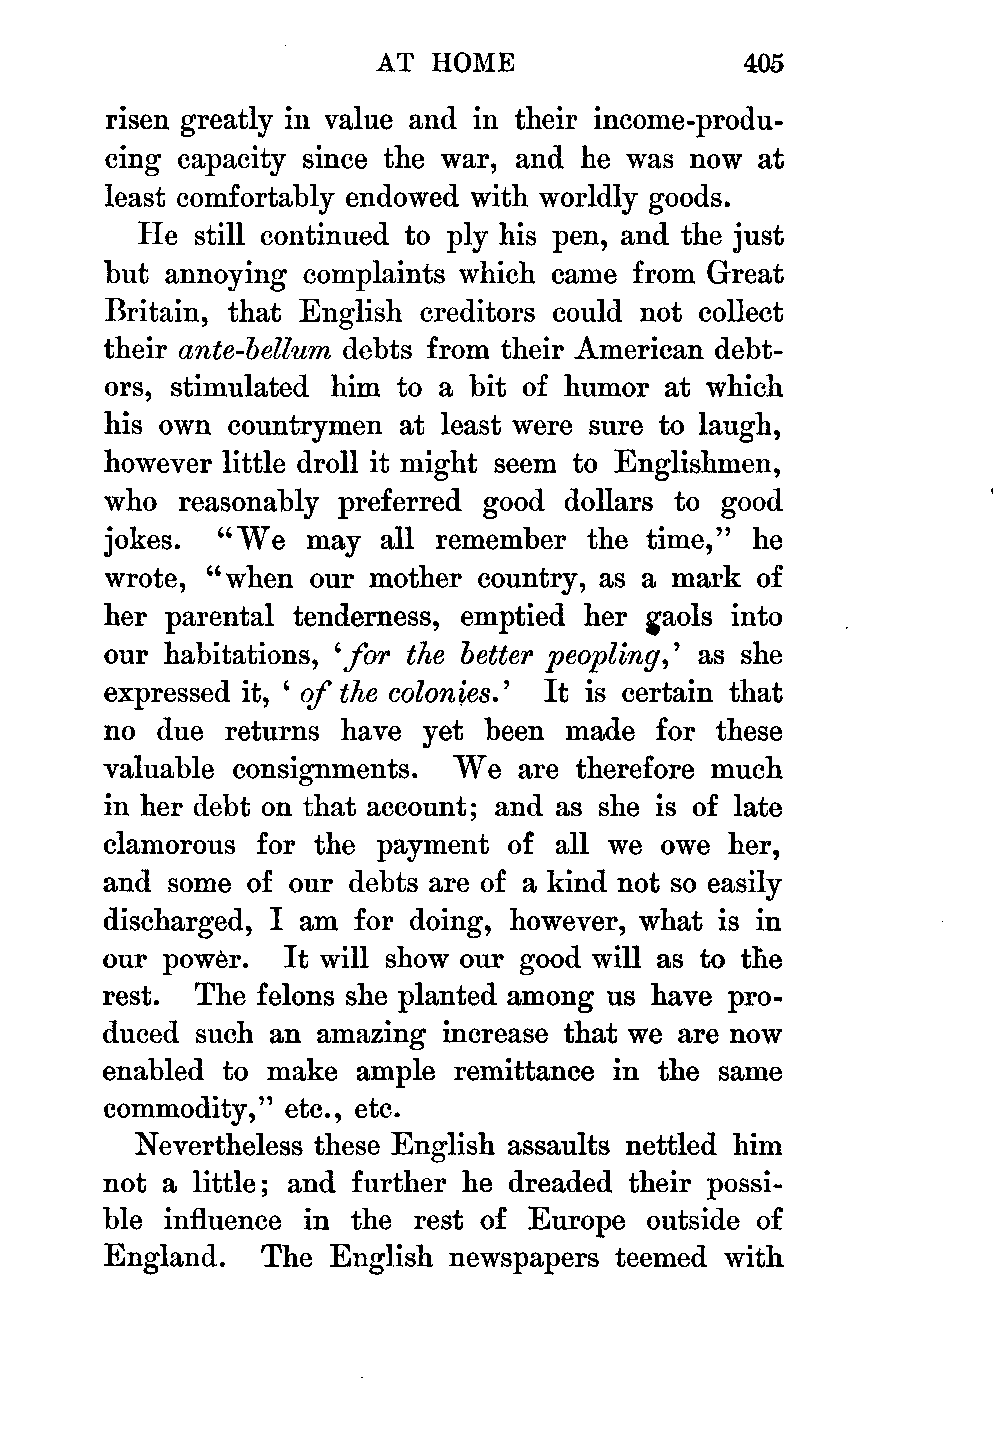 AT HOME 405
risen greatly in value and in their income-produ-
cing capacity since the war, and he was now at
least comfortably endowed with worldly goods.
He still continued to ply his pen, and the just
but annoying complaints which came from Great
Britain, that English creditors could not collect
their ante-bellum debts from their American debt-
ors, stimulated him to a bit of humor at which
his own countrymen at least were sure to laugh,
however little droll it might seem to Englishmen,
who reasonably preferred good dollars to good
jokes. "We may all remember the time," he
wrote, "when our mother country, as a mark of
her parental tenderness, emptied her gaols into
our habitations, 'for the better peopling,' as she
expressed it, 'of the colonies.' It is certain that
no due returns have yet been made for these
valuable consignments. We are therefore much
in her debt on that account; and as she is of late
clamorous for the payment of all we owe her,
and some of our debts are of a kind not so easily
discharged, I am for doing, however, what is in
our power. It will show our good will as to the
rest. The felons she planted among us have pro-
duced such an amazing increase that we are now
enabled to make ample remittance in the same
commodity," etc., etc.
Nevertheless these English assaults nettled him
not a little; and further he dreaded their possi-
ble influence in the rest of Europe outside of
England. The English newspapers teemed with